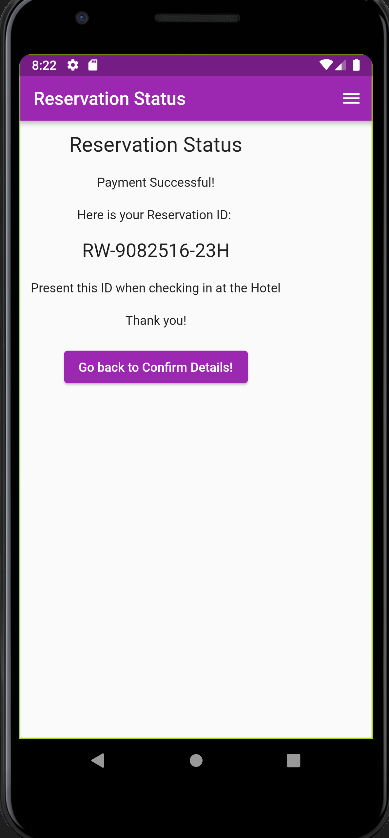 8:22
Reservation Status
Reservation Status
Payment Successful!
Here is your Reservation ID:
RW-9082516-23H
Present this ID when checking in at the Hotel
Thank you!
Go back to Confirm Details!